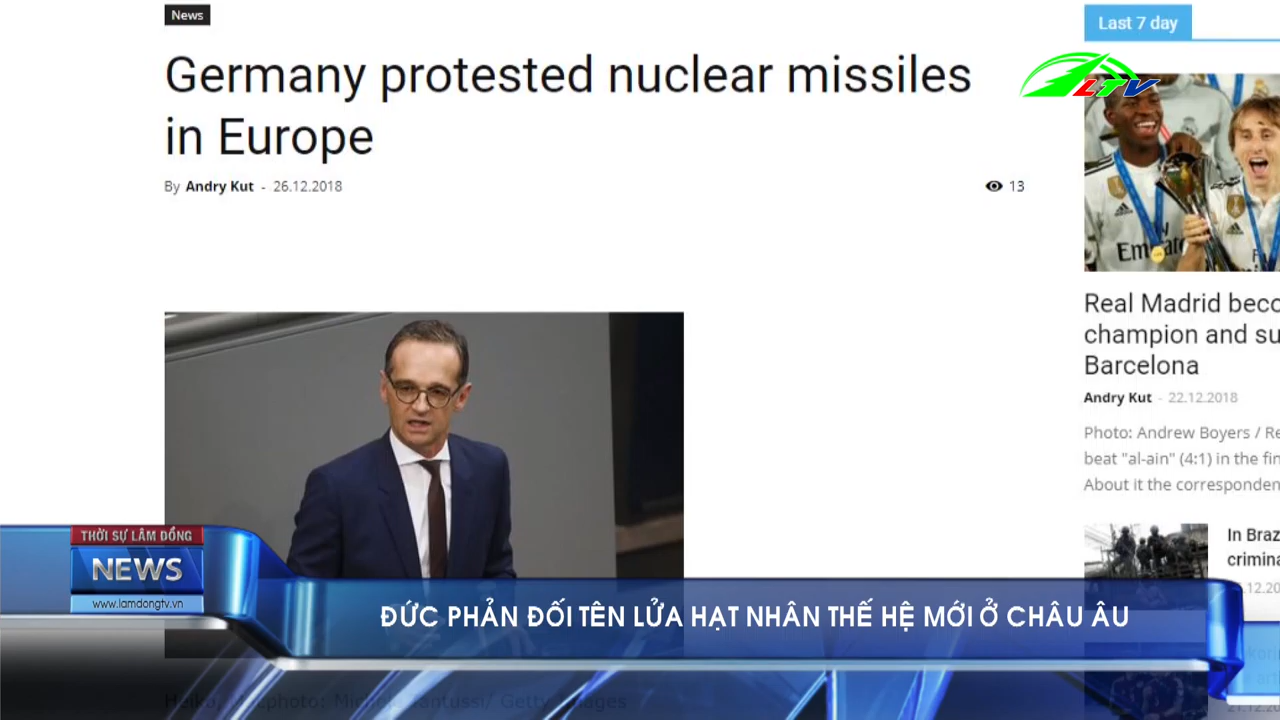 News
Germany protested nuclear missiles
in Europe
By Andry Kut - 26.12.2018
13
Last 7 day
LTV
Real Madrid beco
champion and su
Barcelona
Andry Kut - 22.12.2018
Photo: Andrew Boyers / Re
beat "al-ain" (4:1) in the fin
About it the corresponden
In Braz
crimina
.12.20
THỜI SỰ LÂM ĐỒNG
NEWS
www.lamdongtv.vn
ĐỨC PHẢN ĐỐI TÊN LỬA HẠT NHÂN THẾ HỆ MỚI Ở CHÂU ÂU